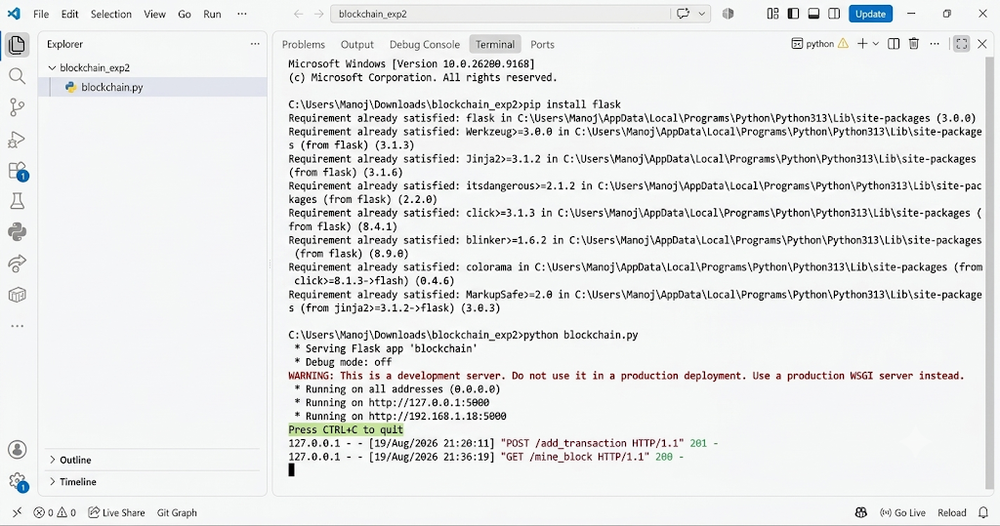 File Edit Selection View Go Run ···
blockchain_exp2
Update
Explorer
···
blockchain_exp2
blockchain.py
Outline
Timeline
Problems Output Debug Console Terminal Ports
python
Microsoft Windows [Version 10.0.26200.9168]
(c) Microsoft Corporation. All rights reserved.
C:\Users\Manoj\Downloads\blockchain_exp2>pip install flask
Requirement already satisfied: flask in C:\Users\Manoj\AppData\Local\Programs\Python\Python313\Lib\site-packages (3.0.0)
Requirement already satisfied: Werkzeug>=3.0.0 in C:\Users\Manoj\AppData\Local\Programs\Python\Python313\Lib\site-package
s (from flask) (3.1.3)
Requirement already satisfied: Jinja2>=3.1.2 in C:\Users\Manoj\AppData\Local\Programs\Python\Python313\Lib\site-packages
(from flask) (3.1.6)
Requirement already satisfied: itsdangerous>=2.1.2 in C:\Users\Manoj\AppData\Local\Programs\Python\Python313\Lib\site-pac
kages (from flask) (2.2.0)
Requirement already satisfied: click>=3.1.3 in C:\Users\Manoj\AppData\Local\Programs\Python\Python313\Lib\site-packages (
from flask) (8.4.1)
Requirement already satisfied: blinker>=1.6.2 in C:\Users\Manoj\AppData\Local\Programs\Python\Python313\Lib\site-packages
(from flask) (8.9.0)
Requirement already satisfied: colorama in C:\Users\Manoj\AppData\Local\Programs\Python\Python313\Lib\site-packages (from
click>=8.1.3->flash) (0.4.6)
Requirement already satisfied: MarkupSafe>=2.0 in C:\Users\Manoj\AppData\Local\Programs\Python\Python313\Lib\site-package
s (from jinja2>=3.1.2->flask) (3.0.3)
C:\Users\Manoj\Downloads\blockchain_exp2>python blockchain.py
* Serving Flask app 'blockchain'
* Debug mode: off
WARNING: This is a development server. Do not use it in a production deployment. Use a production WSGI server instead.
* Running on all addresses (0.0.0.0)
* Running on http://127.0.0.1:5000
* Running on http://192.168.1.18:5000
Press CTRL+C to quit
127.0.0.1 - - [19/Aug/2026 21:20:11] "POST /add_transaction HTTP/1.1" 201 -
127.0.0.1 - - [19/Aug/2026 21:36:19] "GET /mine_block HTTP/1.1" 200 -
1
1
0 0 Live Share Git Graph
Go Live Reload